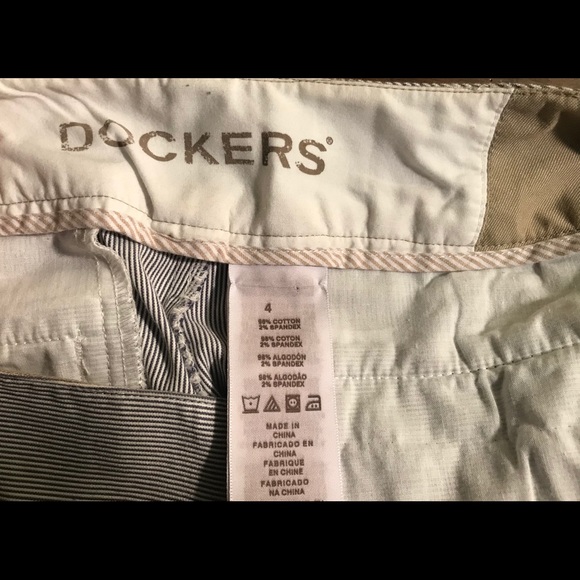 DOCKERS®
4
98% COTTON
2% SPANDEX
98% COTON
2% SPANDEX
98% ALGODÓN
2% SPANDEX
98% ALGODÃO
2% SPANDEX
MADE IN
CHINA
FABRICADO EN
CHINA
FABRIQUE
EN CHINE
FABRICADO
NA CHINA